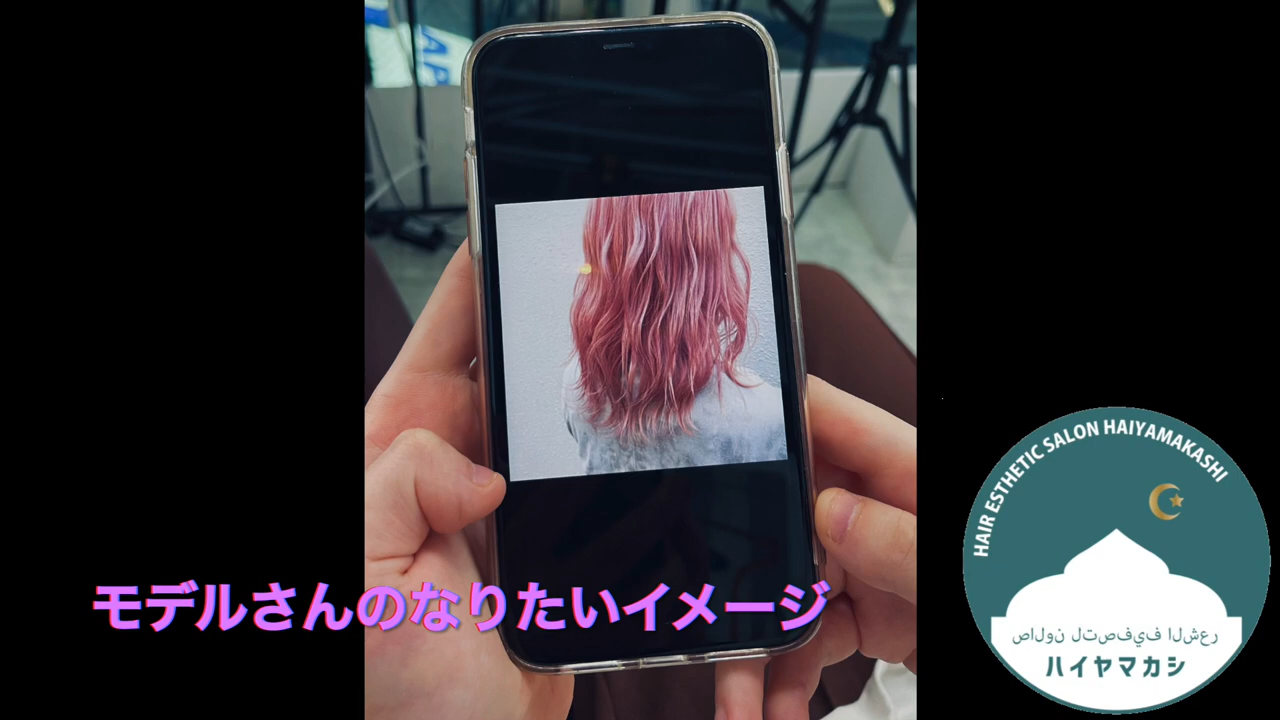 AP
HAIR ESTHETIC SALON HAIYAMAKASHI
モデルさんのなりたいイメージ
صالون لتصفيف الشعر
ハイヤマカシ